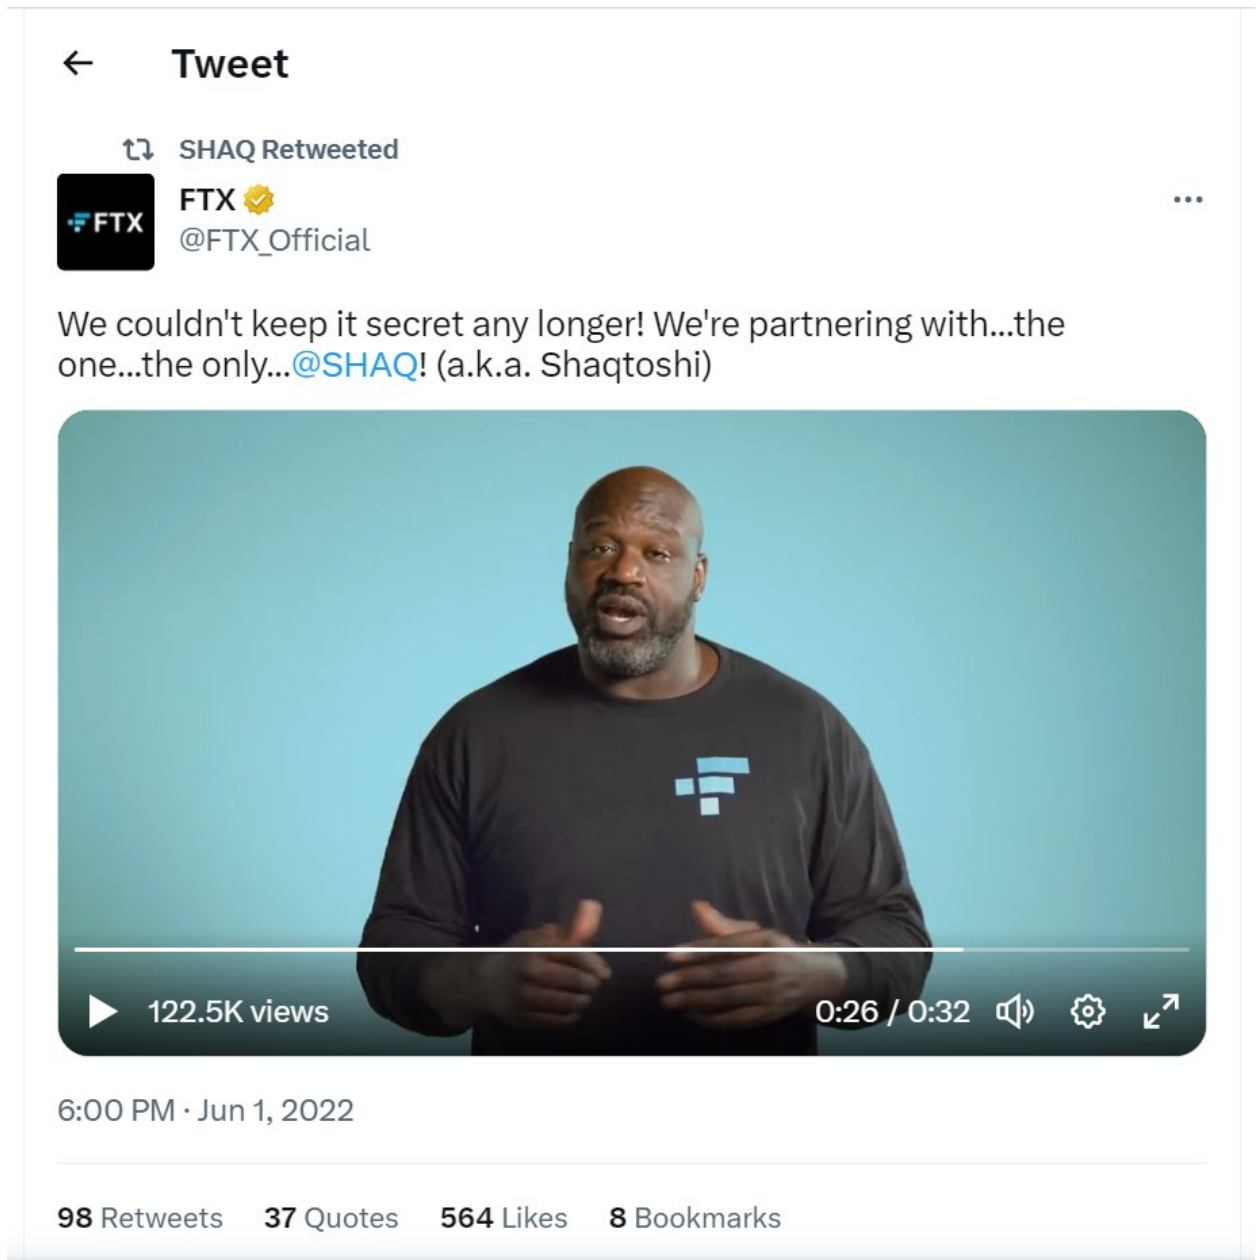 Tweet
SHAQ Retweeted
FTX
FTX
@FTX_Official
We couldn't keep it secret any longer! We're partnering with...the
one...the only...@SHAQ! (a.k.a. Shaqtoshi)
122.5K views
0:26 / 0:32
6:00 PM · Jun 1, 2022
98 Retweets 37 Quotes 564 Likes 8 Bookmarks